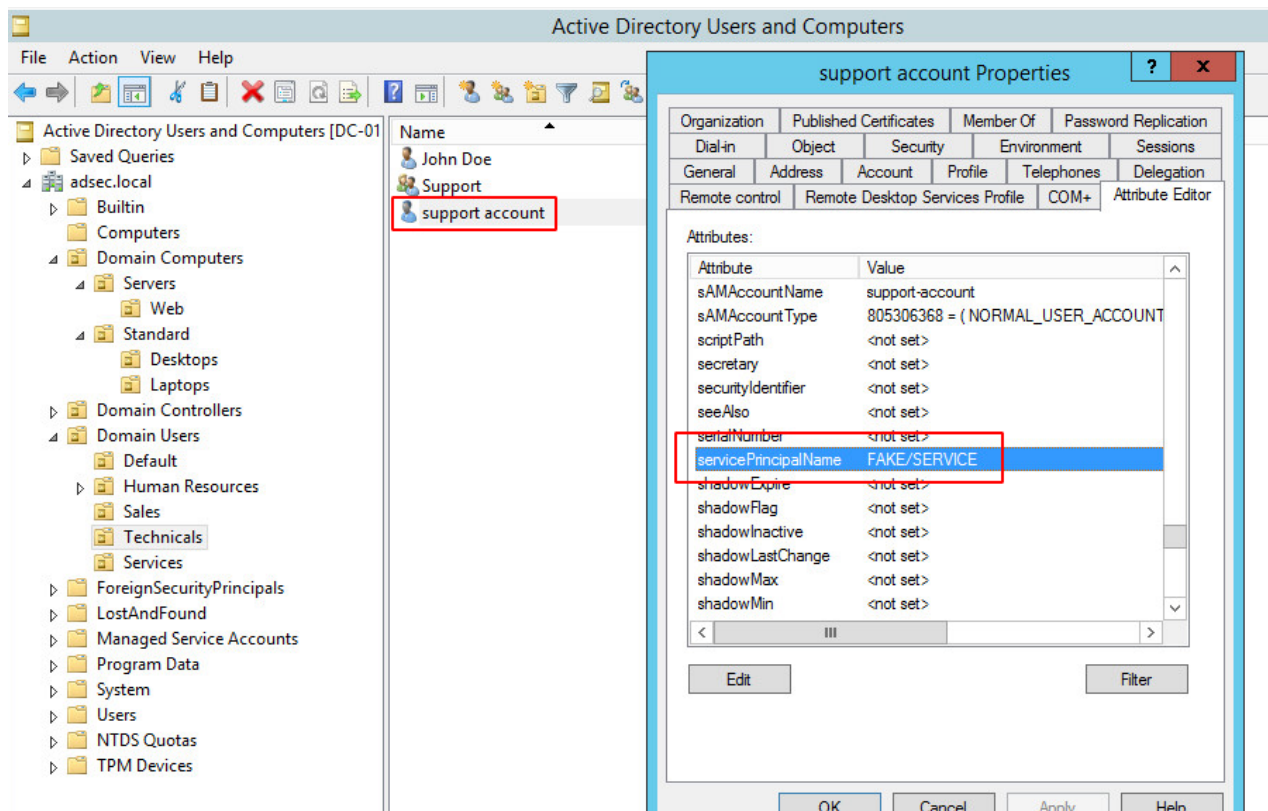 Active Directory Users and Computers
File Action View Help
Active Directory Users and Computers [DC-01
Saved Queries
adsec.local
Builtin
Computers
Domain Computers
Servers
Web
Standard
Desktops
Laptops
Domain Controllers
Domain Users
Default
Human Resources
Sales
Technicals
Services
ForeignSecurityPrincipals
LostAndFound
Managed Service Accounts
Program Data
System
Users
NTDS Quotas
TPM Devices
Name
John Doe
Support
support account
support account Properties
? x
Organization Published Certificates Member Of Password Replication
Dial-in Object Security Environment Sessions
General Address Account Profile Telephones Delegation
Remote control Remote Desktop Services Profile COM+ Attribute Editor
Attributes:
Attribute Value
sAMAccountName support-account
sAMAccountType 805306368 = ( NORMAL_USER_ACCOUNT
scriptPath <not set>
secretary <not set>
securityIdentifier <not set>
seeAlso <not set>
serialNumber <not set>
servicePrincipalName FAKE/SERVICE
shadowExpire <not set>
shadowFlag <not set>
shadowInactive <not set>
shadowLastChange <not set>
shadowMax <not set>
shadowMin <not set>
Edit Filter
OK Cancel Apply Help